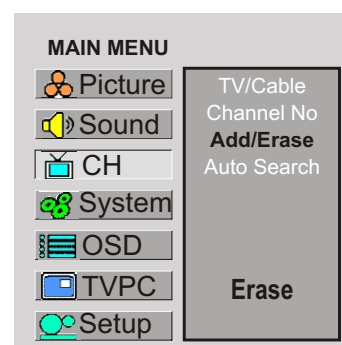 MAIN MENU
Picture
Sound
CH
System
OSD
TVPC
Setup
TV/Cable
Channel No
Add/Erase
Auto Search
Erase